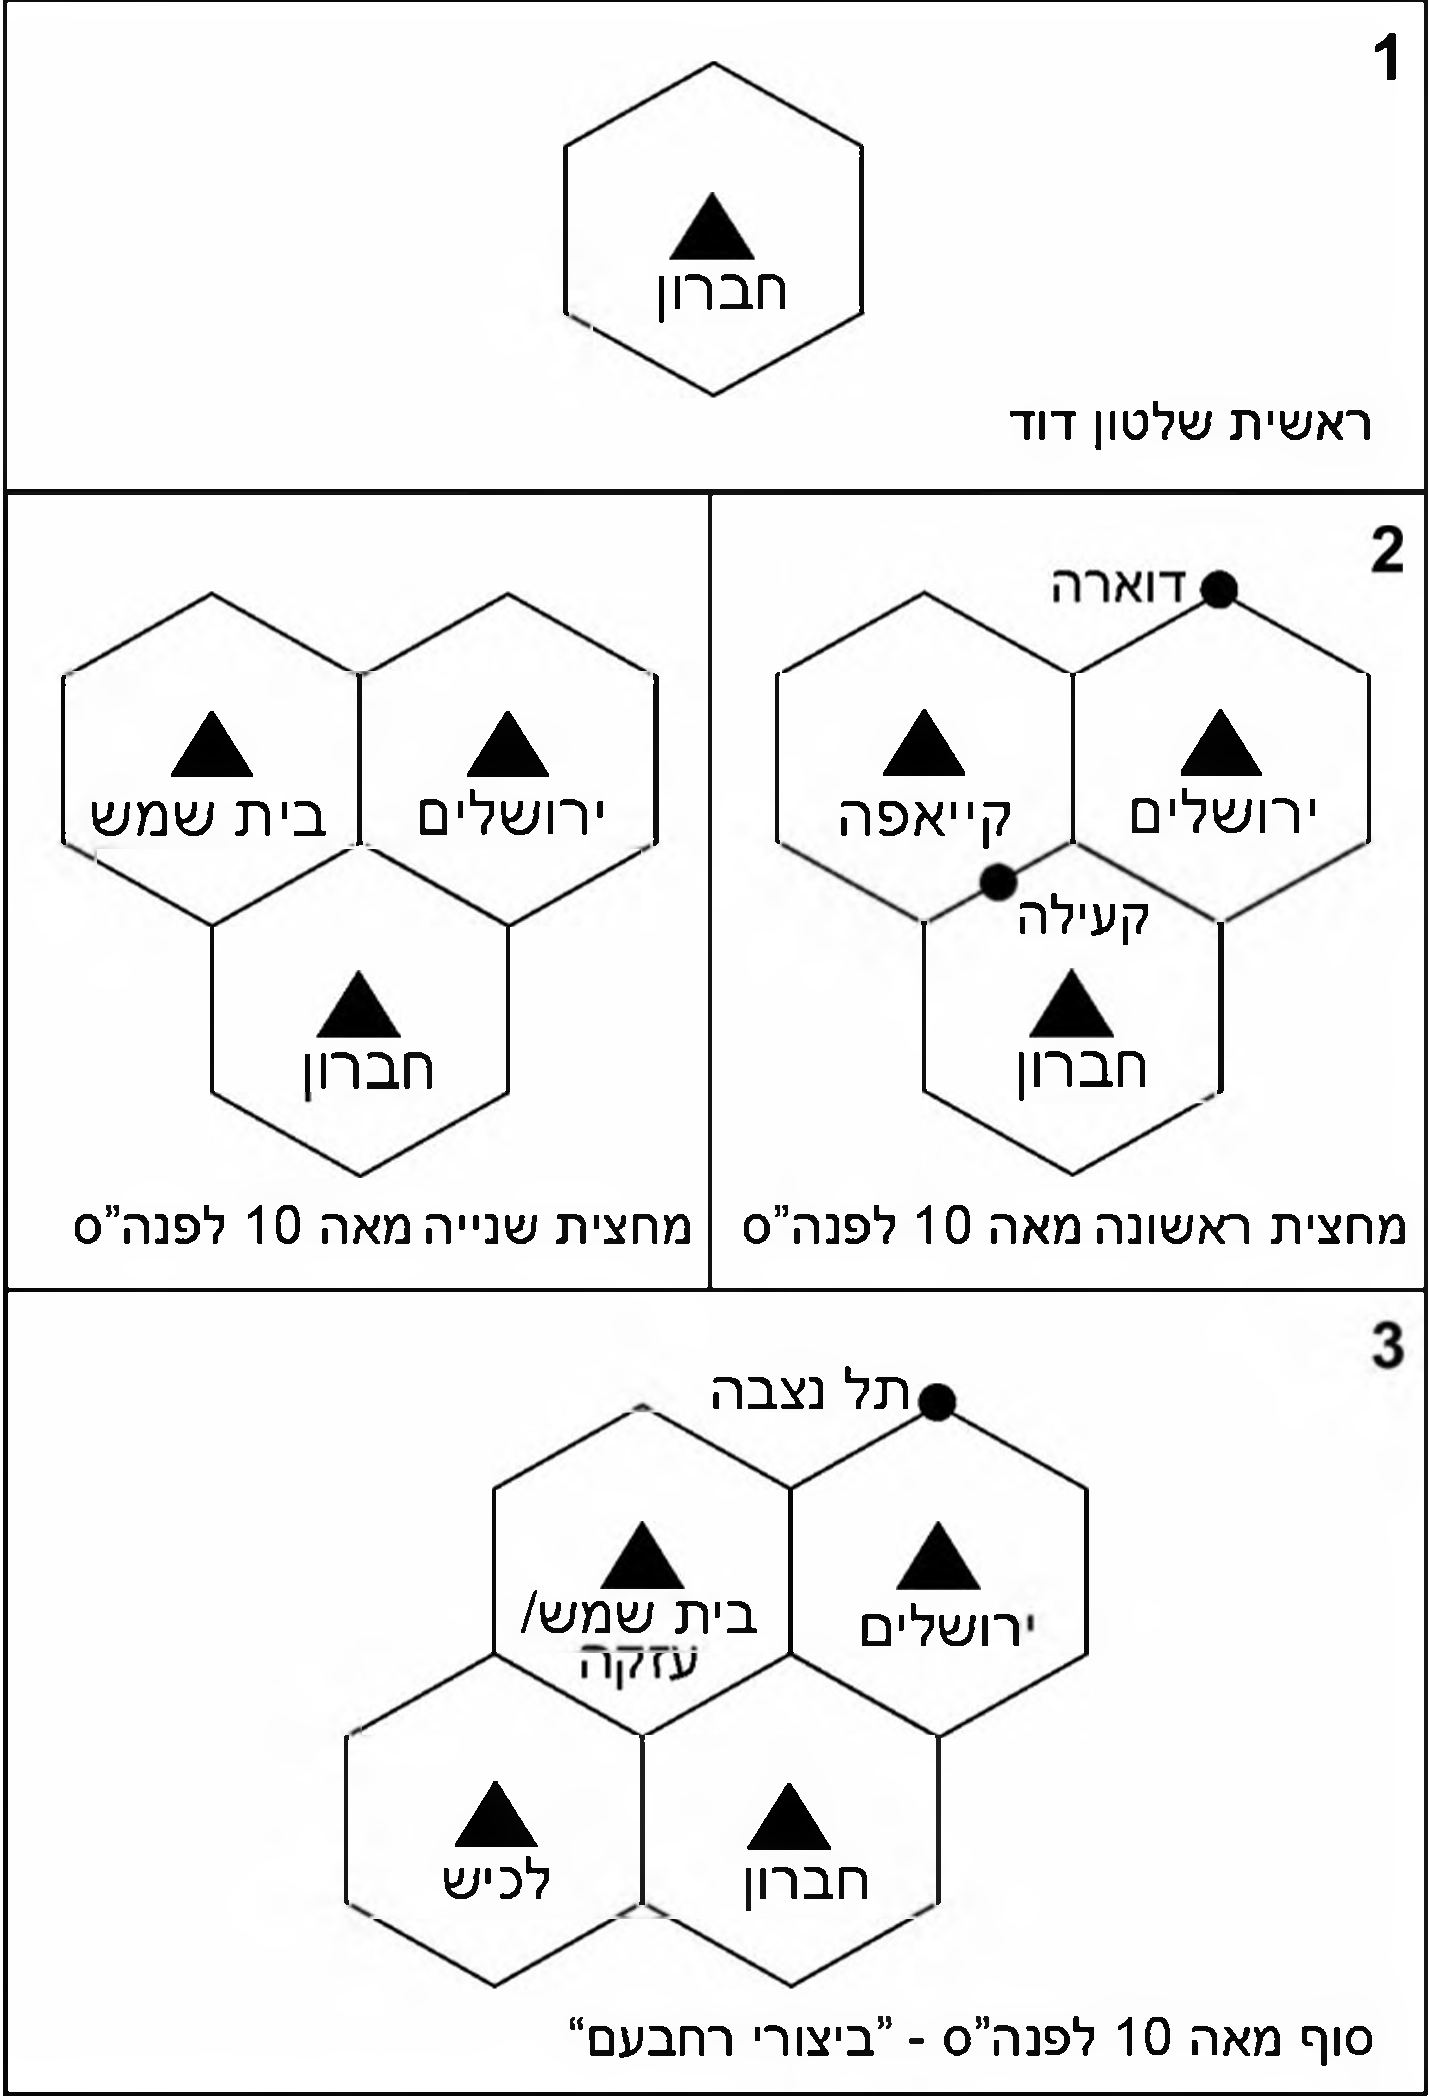 1
חברון
ראשית שלטון דוד
2
דוארה
קייאפה
ירושלים
קעילה
חברון
מחצית ראשונה מאה 10 לפנה"ס
ירושלים
בית שמש
חברון
מחצית שנייה מאה 10 לפנה"ס
3
תל נצבה
ירושלים
בית שמש/
עזקה
חברון
לכיש
סוף מאה 10 לפנה"ס - "ביצורי רחבעם"